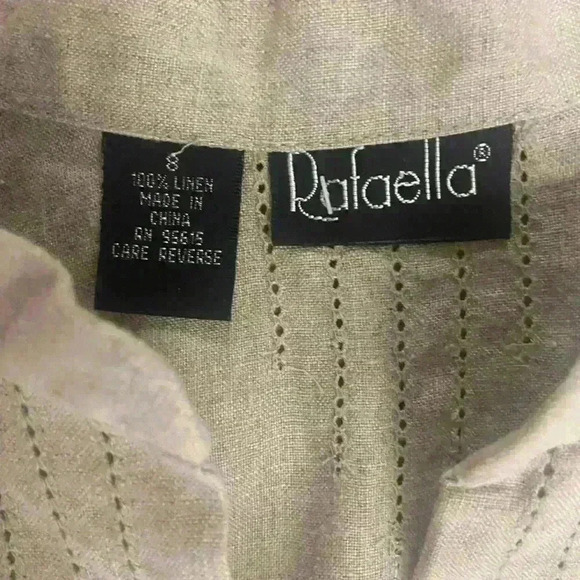 8
100% LINEN
MADE IN
CHINA
RN 95615
CARE REVERSE
Rafaella®